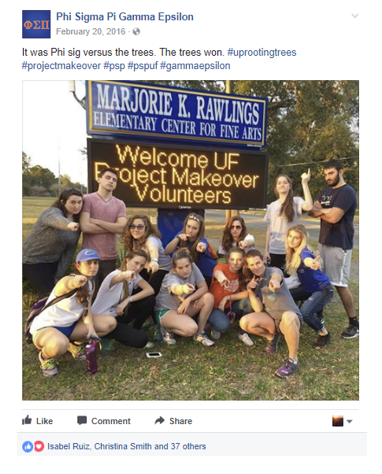 ΦΣΠ
Phi Sigma Pi Gamma Epsilon
February 20, 2016 ·
It was Phi sig versus the trees. The trees won. #uprootingtrees
#projectmakeover #psp #pspuf #gammaepsilon
MARJORIE K. RAWLINGS
ELEMENTARY CENTER FOR FINE ARTS
Welcome UF
Project Makeover
Volunteers
Like Comment Share
Isabel Ruiz, Christina Smith and 37 others